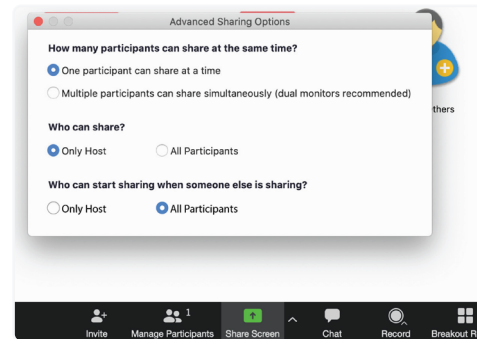 Advanced Sharing Options
How many participants can share at the same time?
One participant can share at a time
Multiple participants can share simultaneously (dual monitors recommended)
thers
Who can share?
Only Host All Participants
Who can start sharing when someone else is sharing?
Only Host All Participants
1
Invite Manage Participants Share Screen Chat Record Breakout R